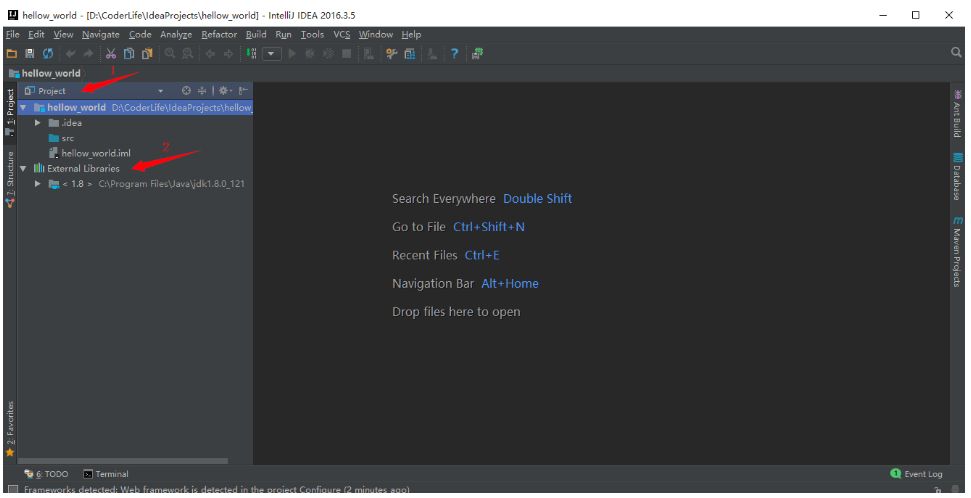 hellow_world - [D:\CoderLife\IdeaProjects\hellow_world] - IntelliJ IDEA 2016.3.5
File Edit View Navigate Code Analyze Refactor Build Run Tools VCS Window Help
hellow_world
1
Project
hellow_world D:\CoderLife\IdeaProjects\hellow_
.idea
src
hellow_world.iml
2
External Libraries
< 1.8 > C:\Program Files\Java\jdk1.8.0_121
1: Project
7: Structure
2: Favorites
Search Everywhere Double Shift
Go to File Ctrl+Shift+N
Recent Files Ctrl+E
Navigation Bar Alt+Home
Drop files here to open
Ant Build
Database
Maven Projects
6: TODO Terminal
1 Event Log
Frameworks detected: Web framework is detected in the project Configure (2 minutes ago)